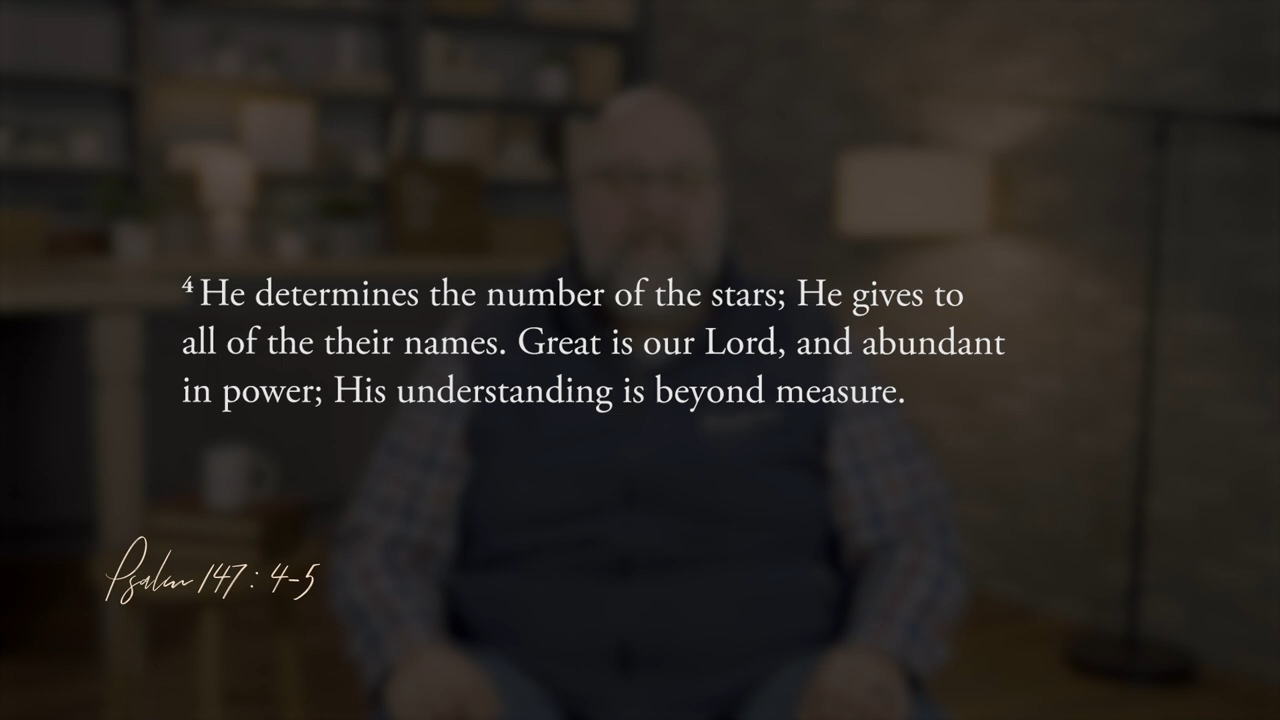 ⁴ He determines the number of the stars; He gives to
all of the their names. Great is our Lord, and abundant
in power; His understanding is beyond measure.
Psalm 147: 4-5